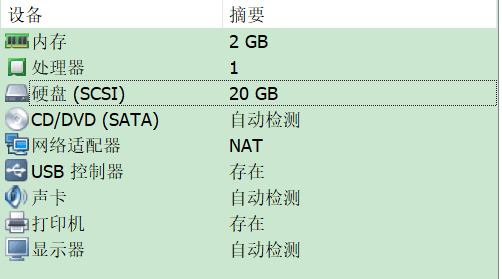 设备 摘要
内存 2 GB
处理器 1
硬盘 (SCSI) 20 GB
CD/DVD (SATA) 自动检测
网络适配器 NAT
USB 控制器 存在
声卡 自动检测
打印机 存在
显示器 自动检测